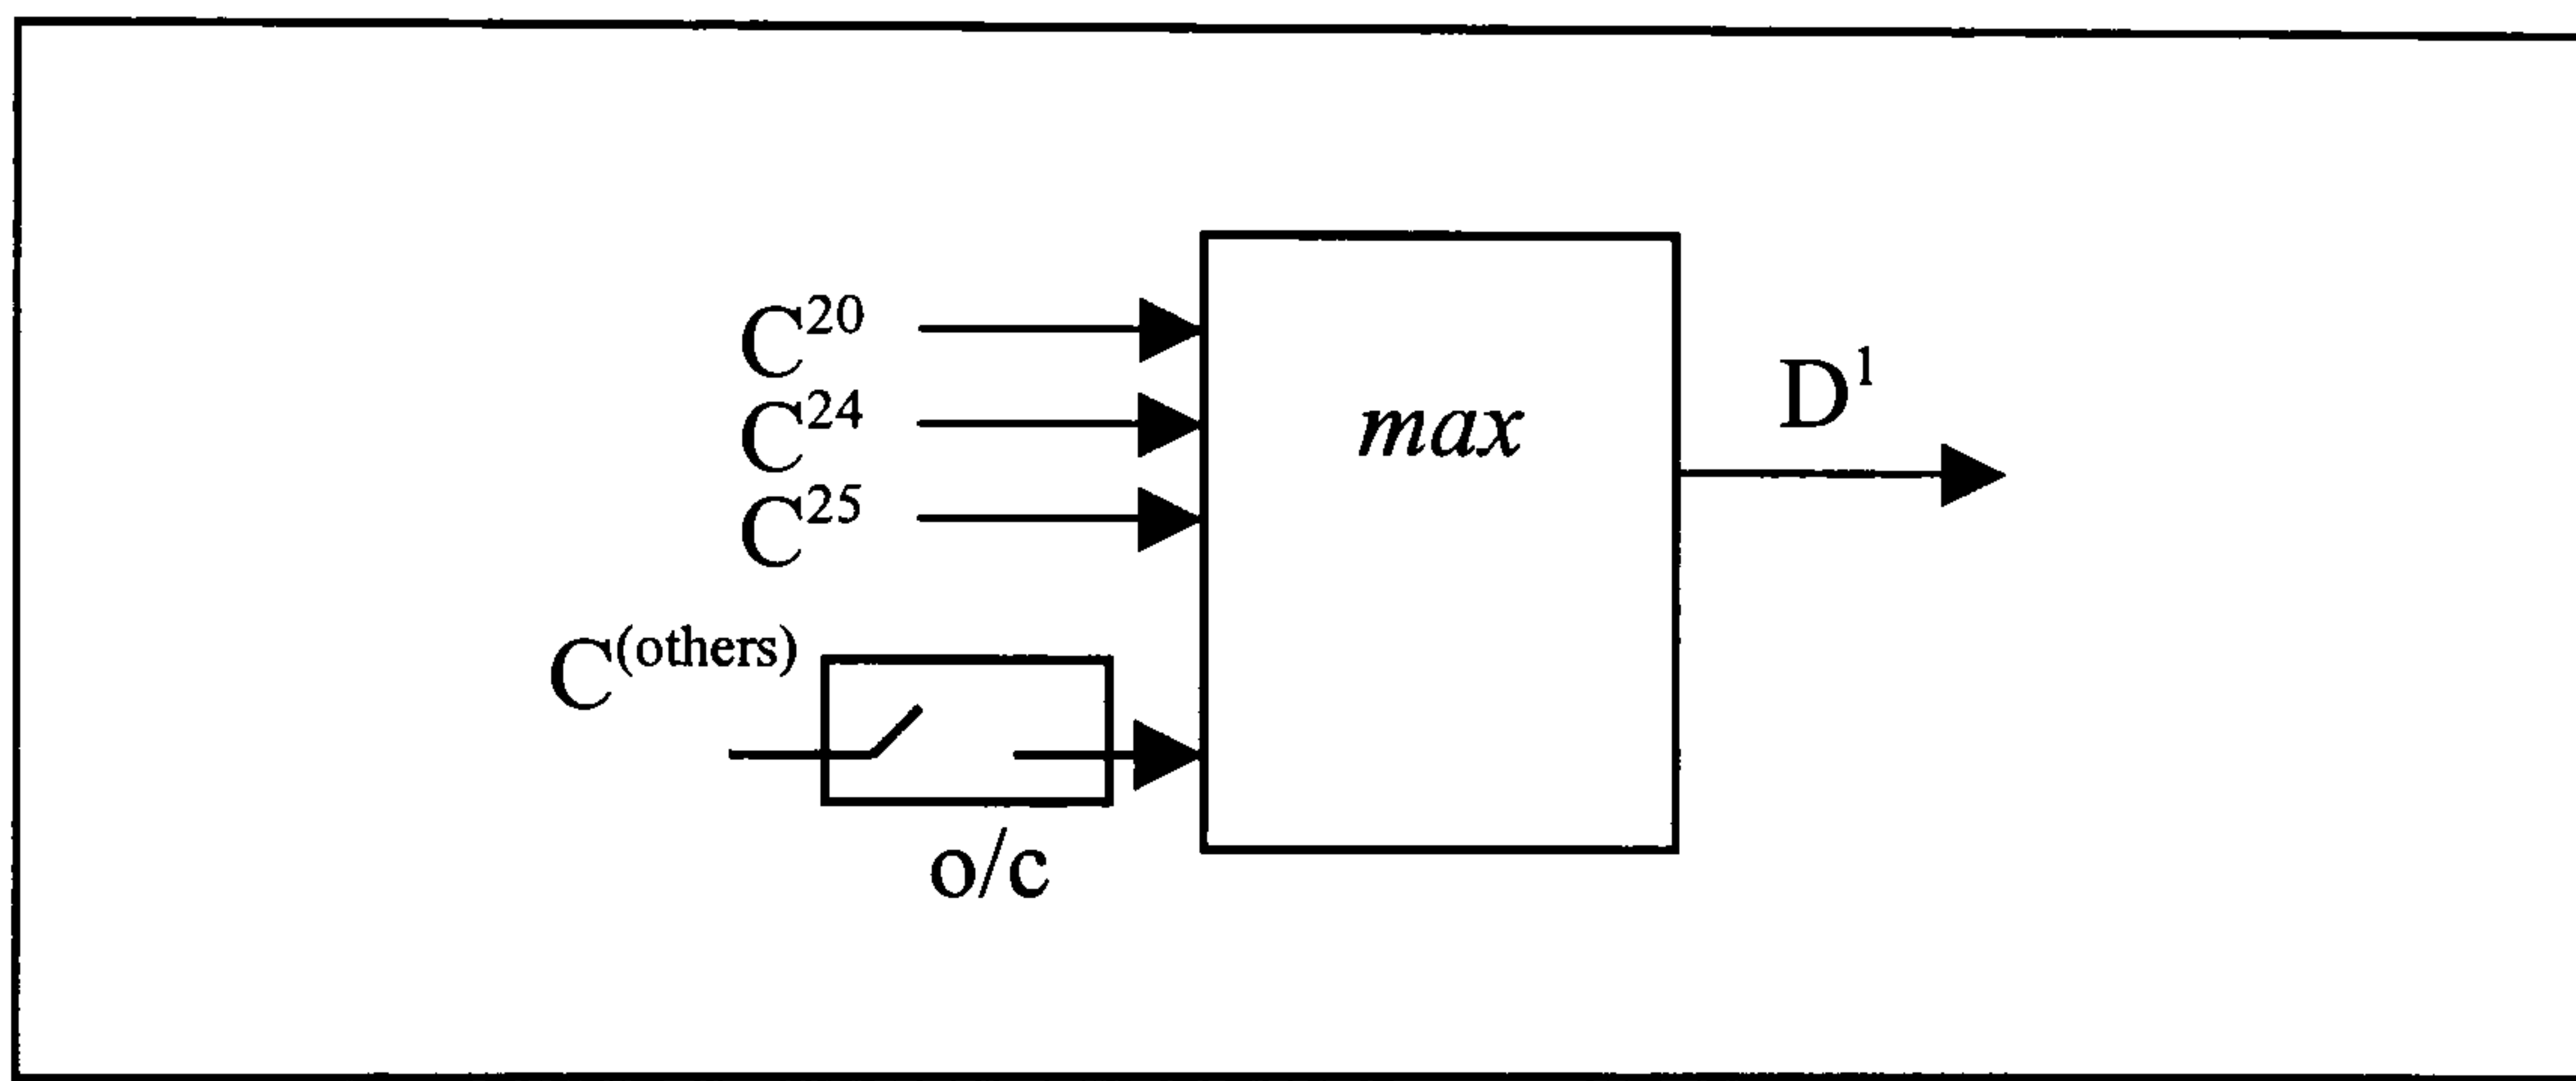 C²⁰
C²⁴
C²⁵
max
D¹
C⁽others⁾
o/c